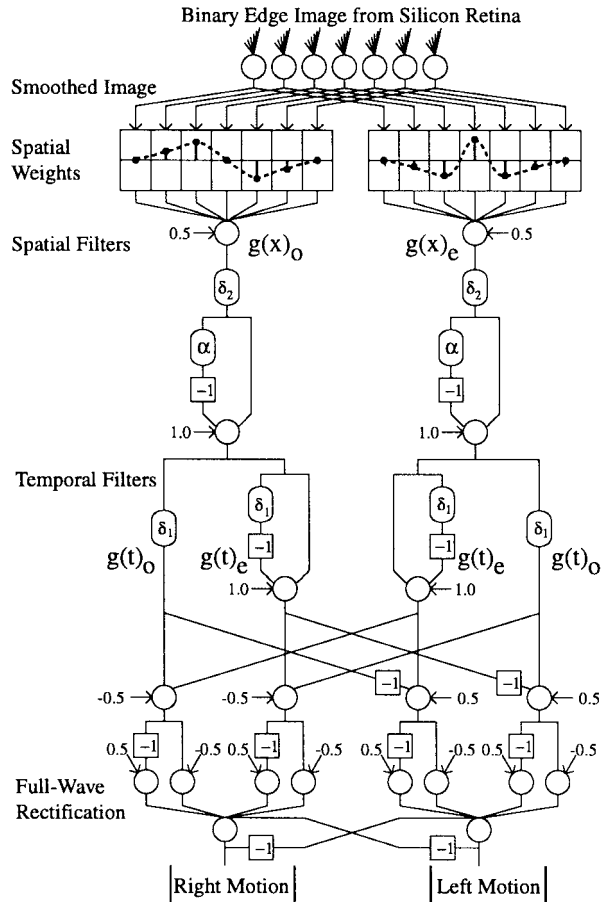 Binary Edge Image from Silicon Retina
Smoothed Image
Spatial
Weights
Spatial Filters
0.5
g(x)o
g(x)e
0.5
δ2
δ2
α
α
-1
-1
1.0
1.0
Temporal Filters
δ1
δ1
δ1
δ1
-1
-1
g(t)o
g(t)e
g(t)e
g(t)o
1.0
1.0
-1
-1
-0.5
-0.5
0.5
0.5
0.5
-1
-0.5
0.5
-1
-0.5
0.5
-1
-0.5
0.5
-1
-0.5
Full-Wave
Rectification
-1
-1
Right Motion
Left Motion